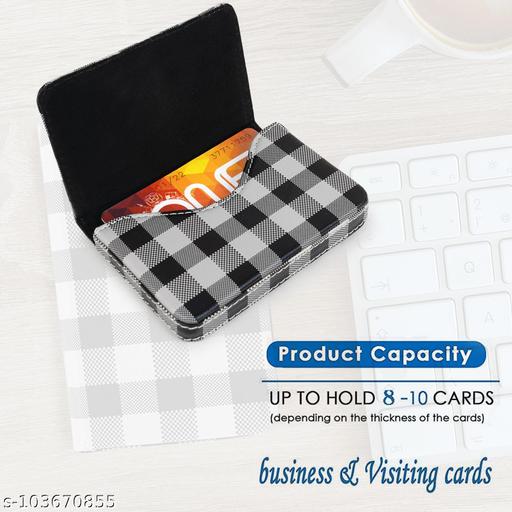 Product Capacity
UP TO HOLD 8-10 CARDS
(depending on the thickness of the cards)
business & Visiting cards
s-103670855